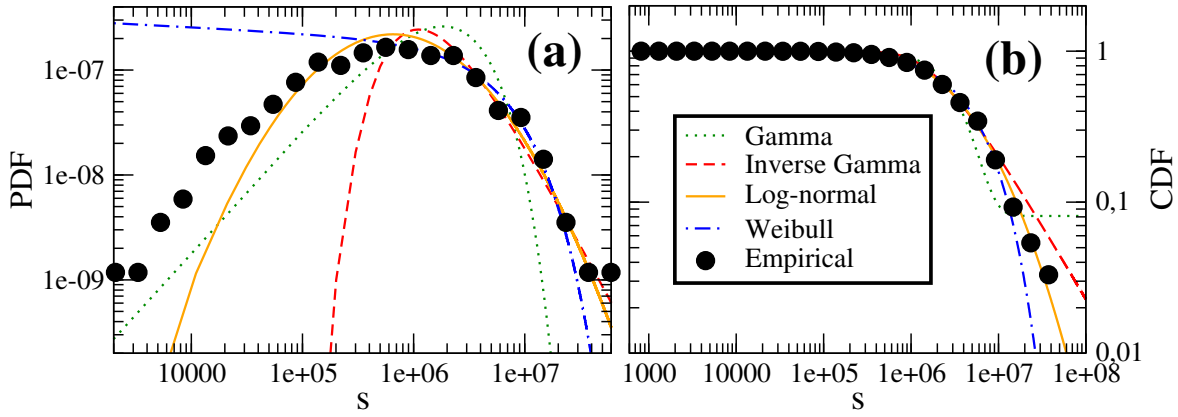 (a)
PDF
1e-07
1e-08
1e-09
10000
1e+05
1e+06
1e+07
s
(b)
Gamma
Inverse Gamma
Log-normal
Weibull
Empirical
1
0,1
0,01
CDF
1000
10000
1e+05
1e+06
1e+07
1e+08
s